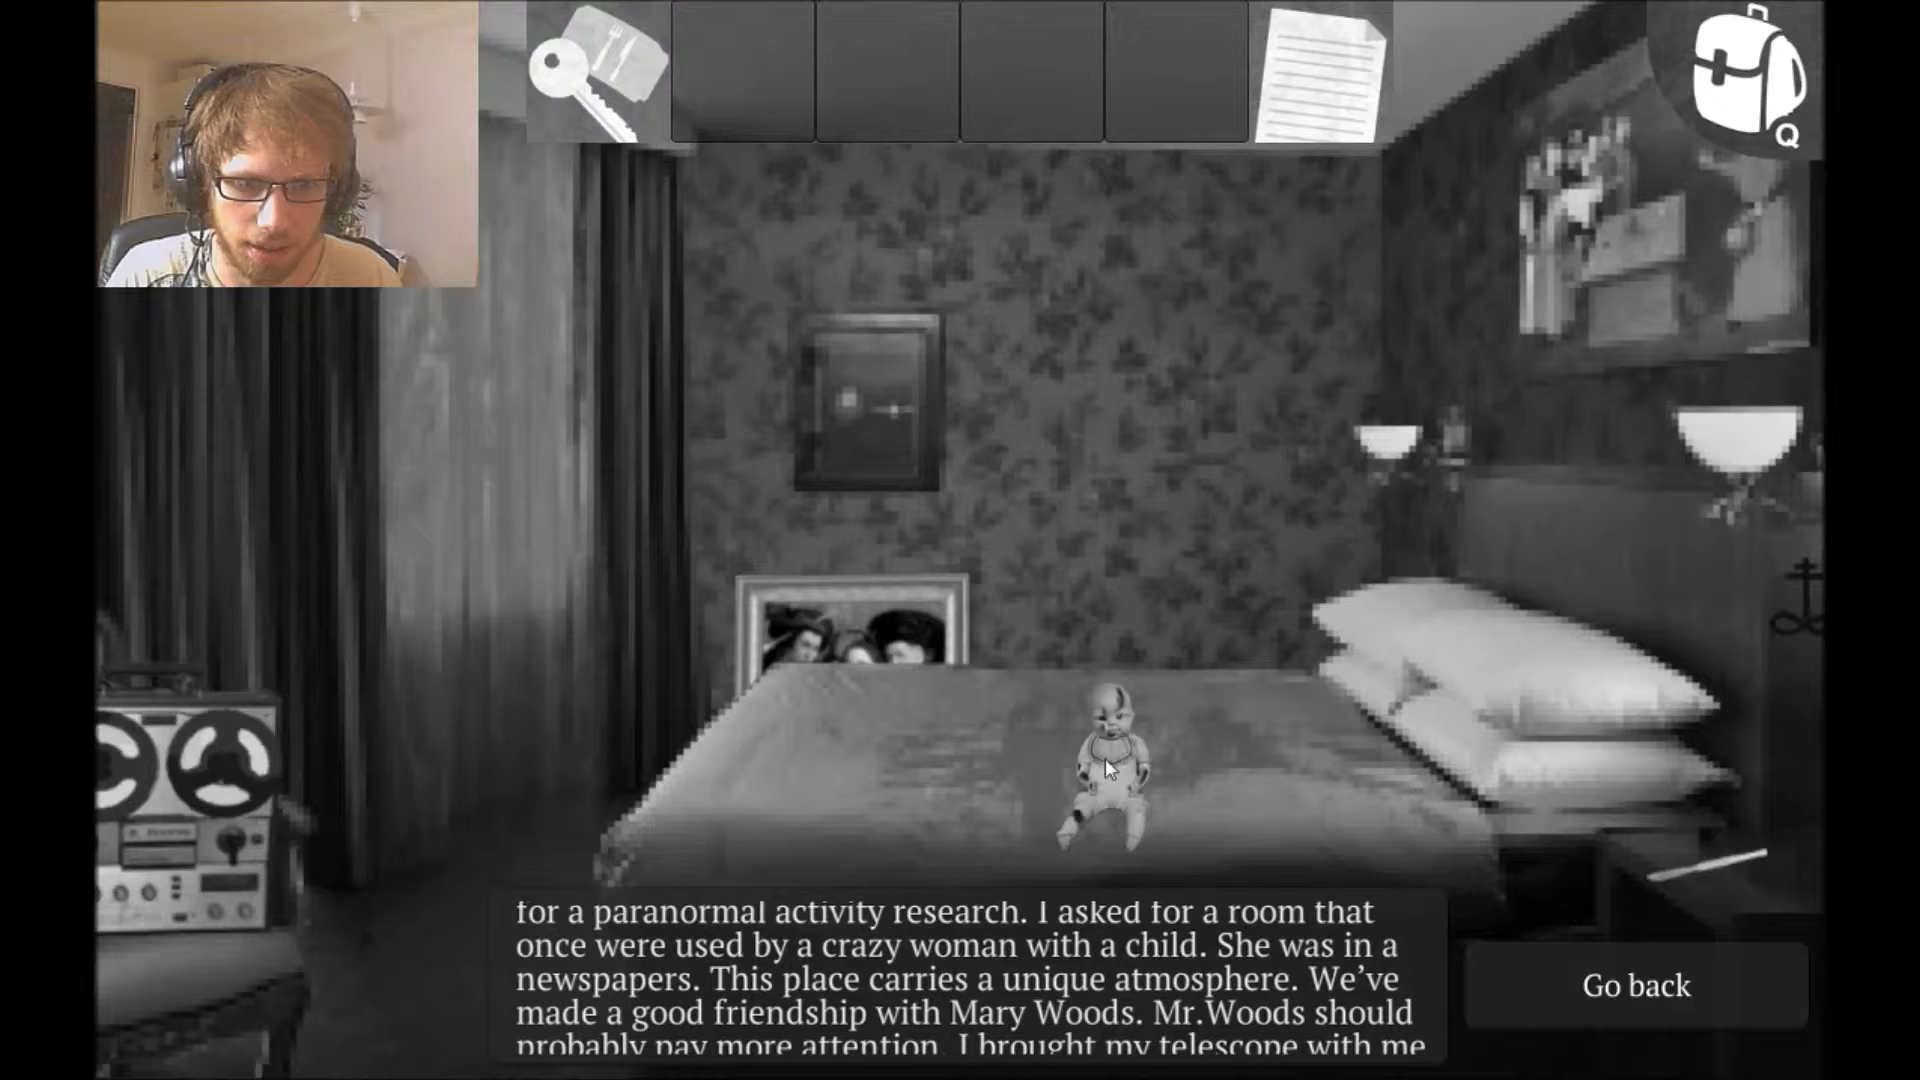 Q
for a paranormal activity research. I asked for a room that
once were used by a crazy woman with a child. She was in a
newspapers. This place carries a unique atmosphere. We’ve
made a good friendship with Mary Woods. Mr.Woods should
probably pay more attention. I brought my telescope with me
Go back